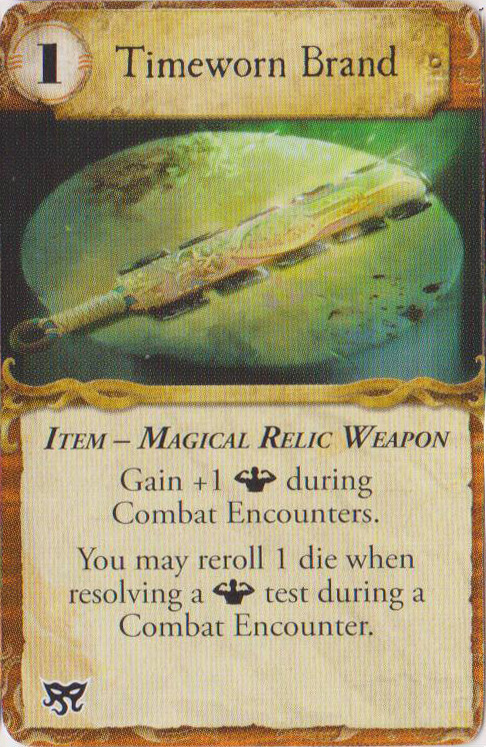 1
Timeworn Brand
Item – Magical Relic Weapon
Gain +1 during
Combat Encounters.
You may reroll 1 die when
resolving a test during a
Combat Encounter.